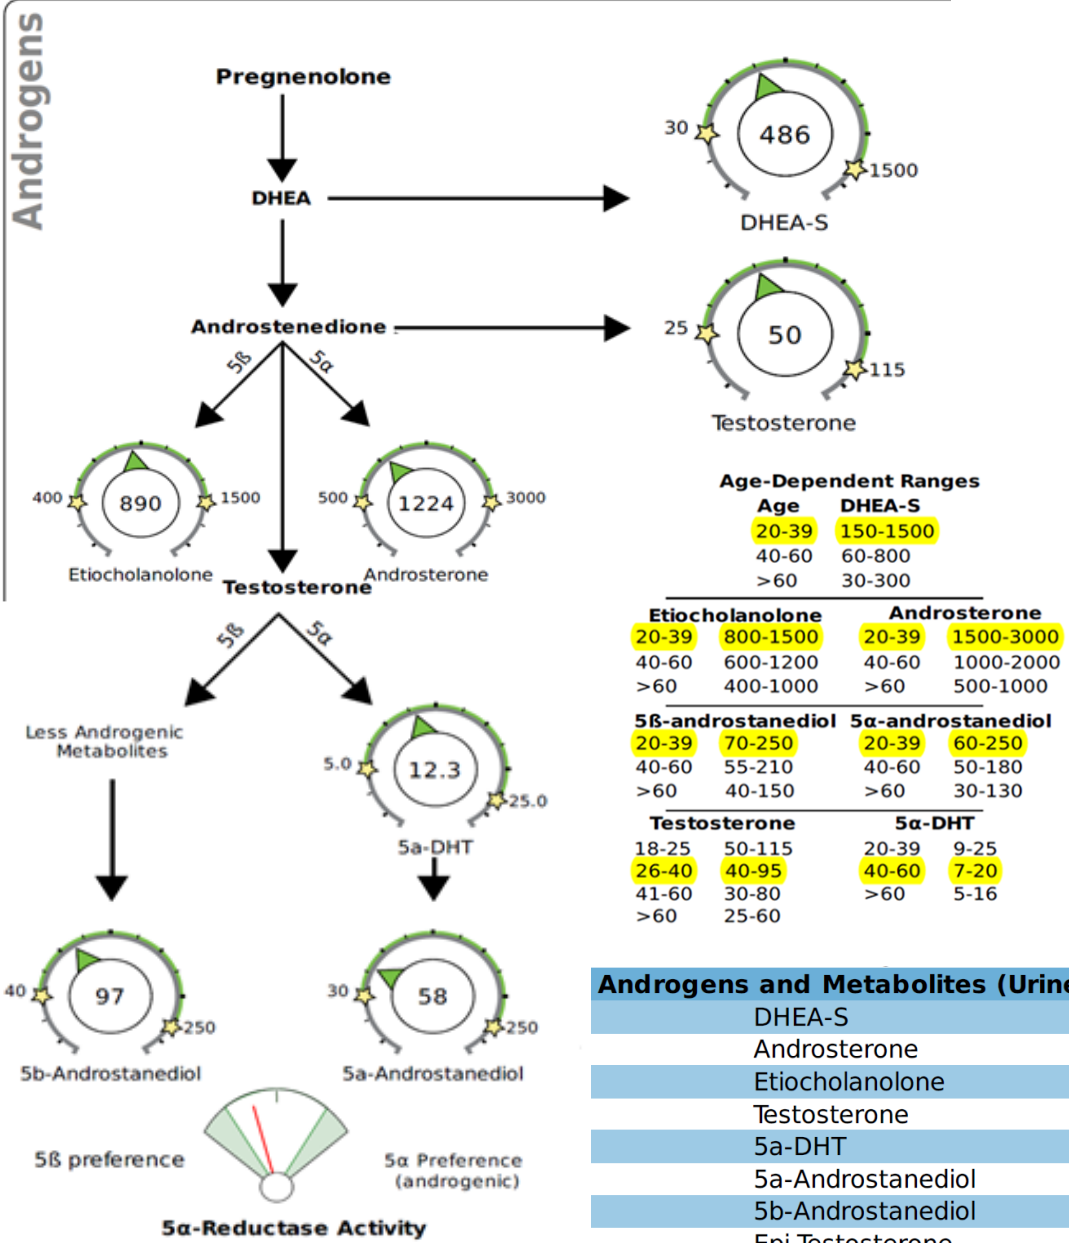 Androgens
Pregnenolone
DHEA
30
486
1500
DHEA-S
Androstenedione
25
50
115
Testosterone
5ß
5α
400
890
1500
Etiocholanolone
500
1224
3000
Androsterone
Testosterone
5ß
5α
Less Androgenic
Metabolites
5.0
12.3
25.0
5a-DHT
40
97
250
5b-Androstanediol
30
58
250
5a-Androstanediol
5ß preference
5α Preference
(androgenic)
5α-Reductase Activity
Age-Dependent Ranges
Age DHEA-S
20-39 150-1500
40-60 60-800
>60 30-300
Etiocholanolone Androsterone
20-39 800-1500 20-39 1500-3000
40-60 600-1200 40-60 1000-2000
>60 400-1000 >60 500-1000
5ß-androstanediol 5α-androstanediol
20-39 70-250 20-39 60-250
40-60 55-210 40-60 50-180
>60 40-150 >60 30-130
Testosterone 5α-DHT
18-25 50-115 20-39 9-25
26-40 40-95 40-60 7-20
41-60 30-80 >60 5-16
>60 25-60
Androgens and Metabolites (Urine
DHEA-S
Androsterone
Etiocholanolone
Testosterone
5a-DHT
5a-Androstanediol
5b-Androstanediol
Epi Testosterone